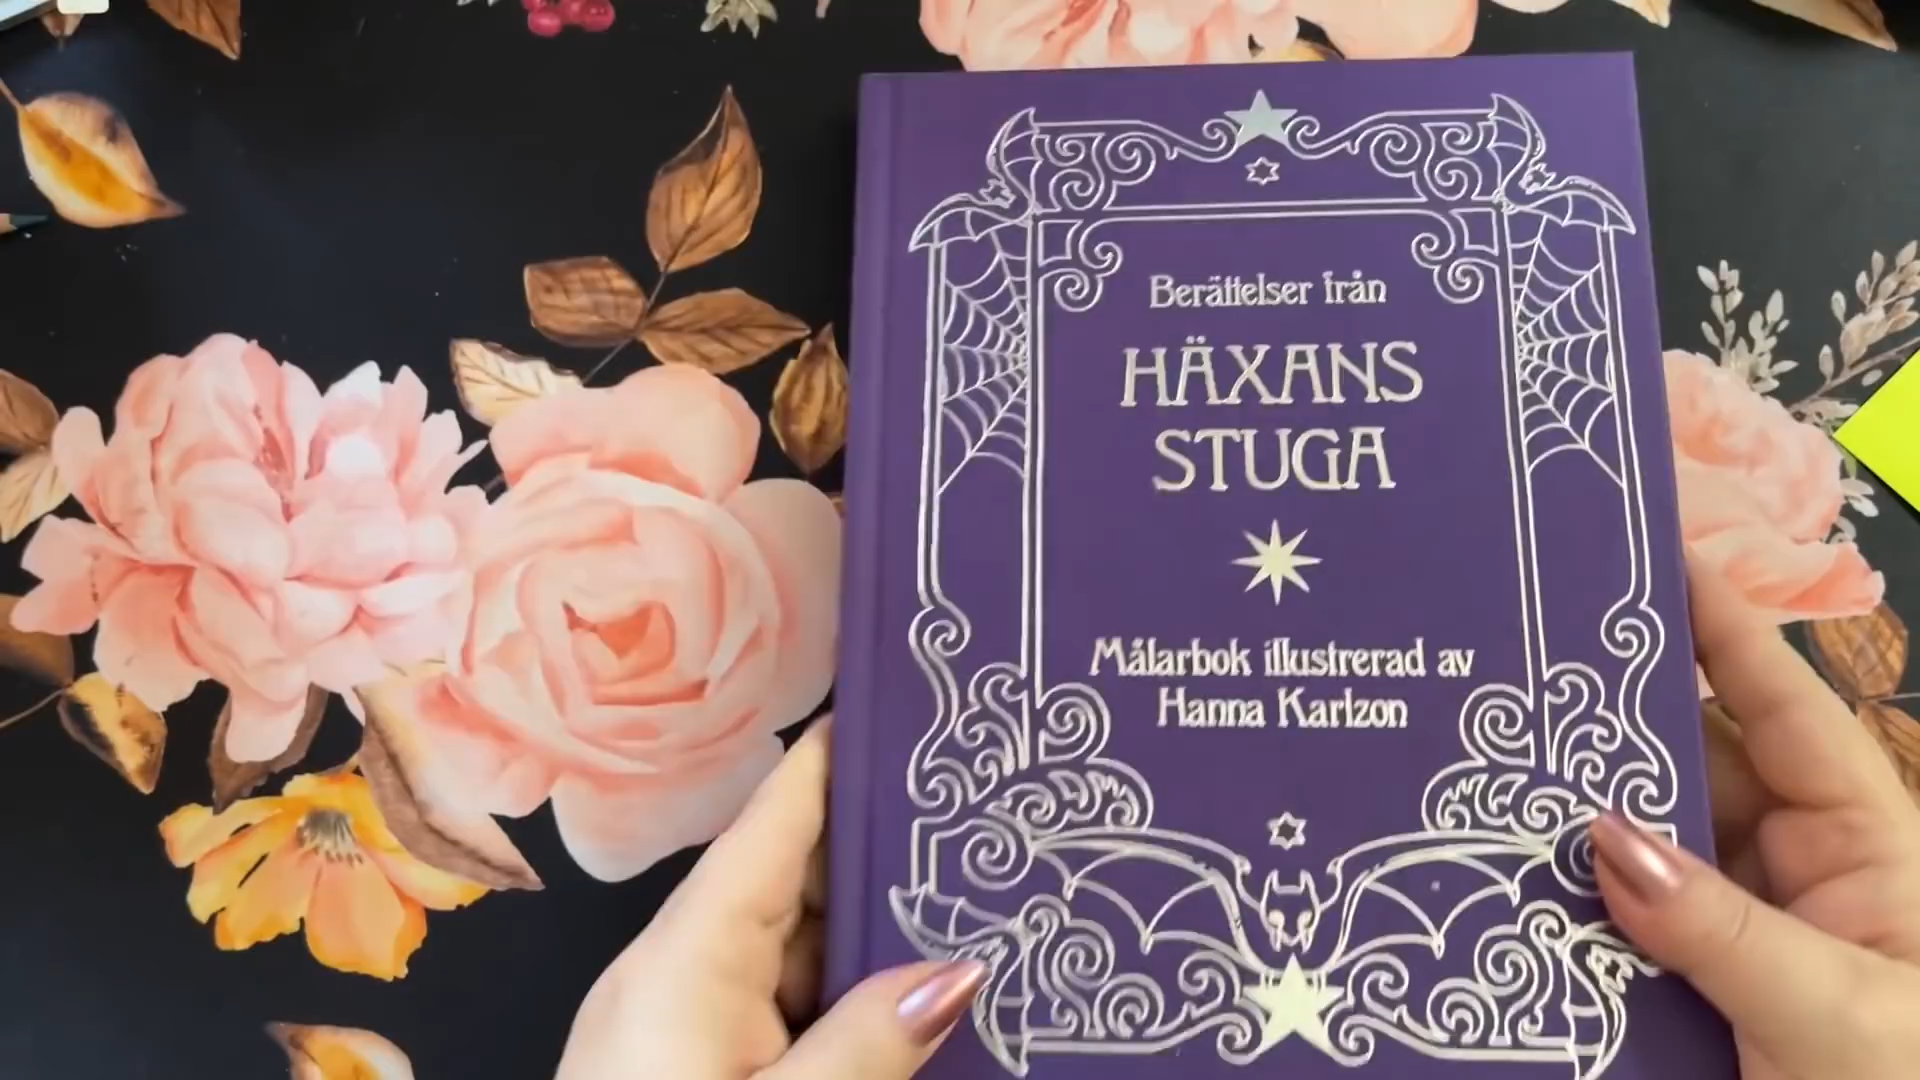 Berättelser från
HÄXANS
STUGA
Målarbok illustrerad av
Hanna Karlzon